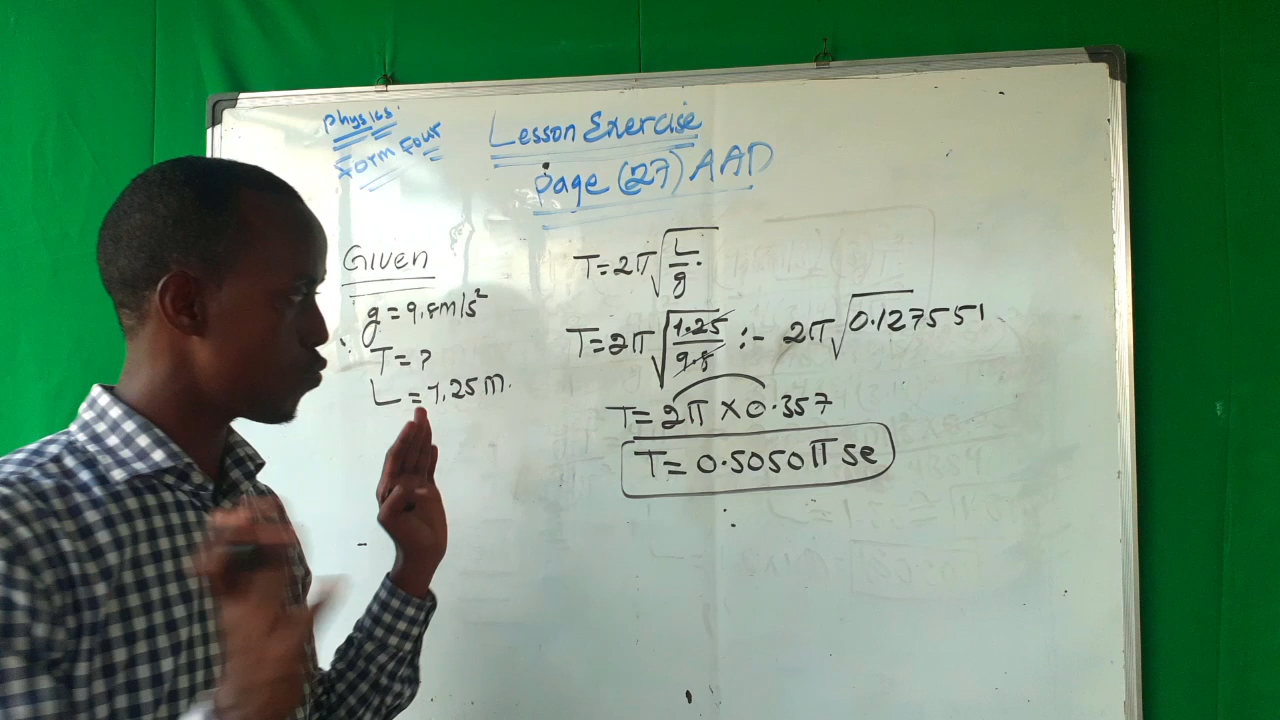 Physics.
Form Four
Lesson Exercise
page (27) AAD
Given
g = 9.8m/s²
T = ?
L = 1.25m.
T = 2π√(L/g)
T = 2π√(1.25/9.8) :- 2π√0.127551
T = 2π × 0.357
T = 0.5050π se